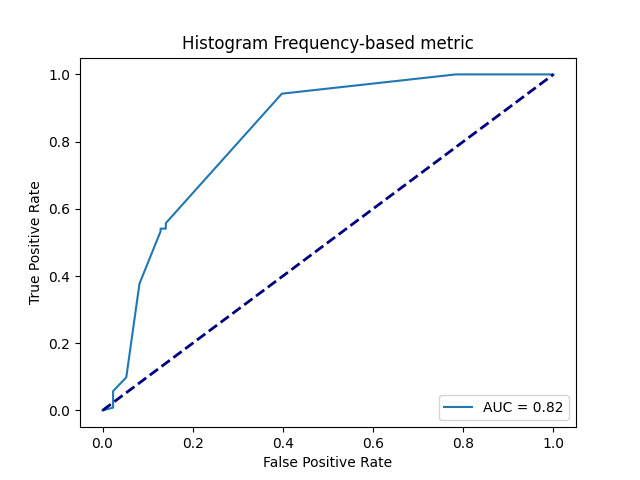 Histogram Frequency-based metric
1.0
0.8
0.6
0.4
0.2
0.0
True Positive Rate
AUC = 0.82
0.0 0.2 0.4 0.6 0.8 1.0
False Positive Rate